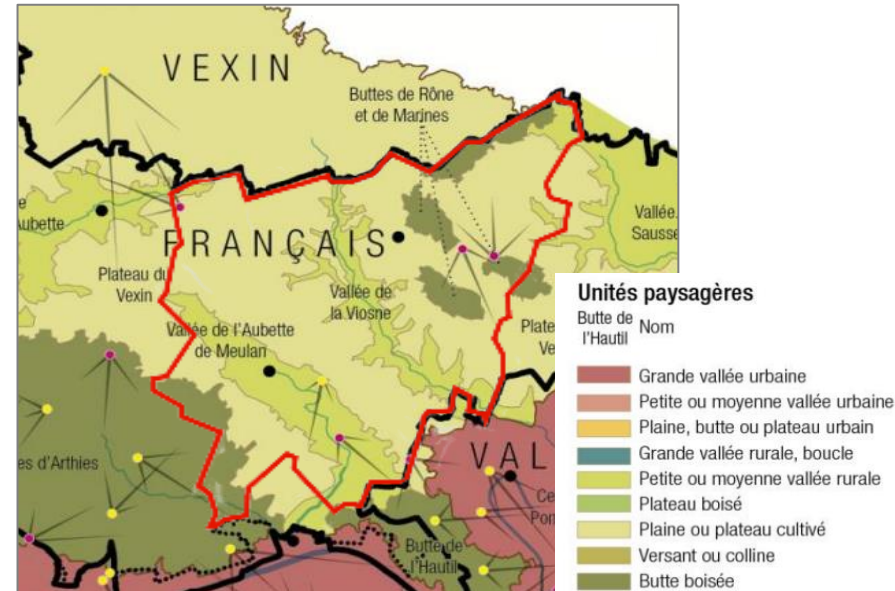 VEXIN
Buttes de Rône
et de Marines
Aubette
FRANÇAIS
Vallée
Sausse
Plateau du
Vexin
Vallée de
la Viosne
Vallée de l'Aubette
de Meulan
Plate
Ve
es d'Arthies
VAL
Ce
Pon
Butte de
l'Hautil
Unités paysagères
Butte de
l'Hautil
Nom
Grande vallée urbaine
Petite ou moyenne vallée urbaine
Plaine, butte ou plateau urbain
Grande vallée rurale, boucle
Petite ou moyenne vallée rurale
Plateau boisé
Plaine ou plateau cultivé
Versant ou colline
Butte boisée